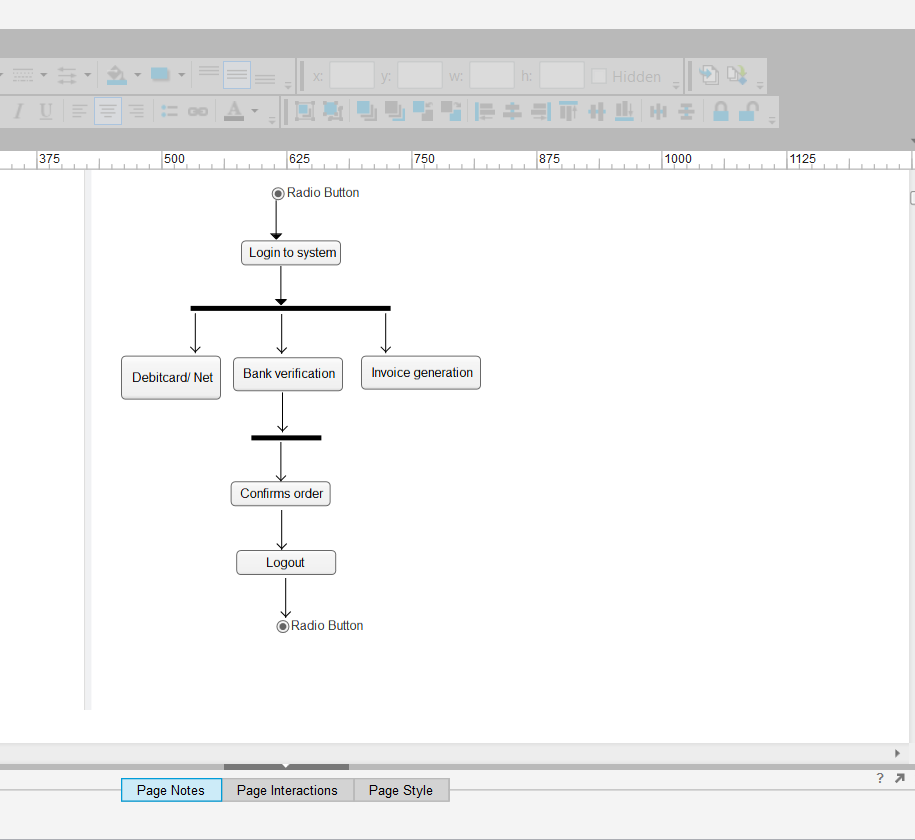 x: y: w: h: Hidden
I U A
375 500 625 750 875 1000 1125
Radio Button
Login to system
Debitcard/ Net Bank verification Invoice generation
Confirms order
Logout
Radio Button
?
Page Notes Page Interactions Page Style